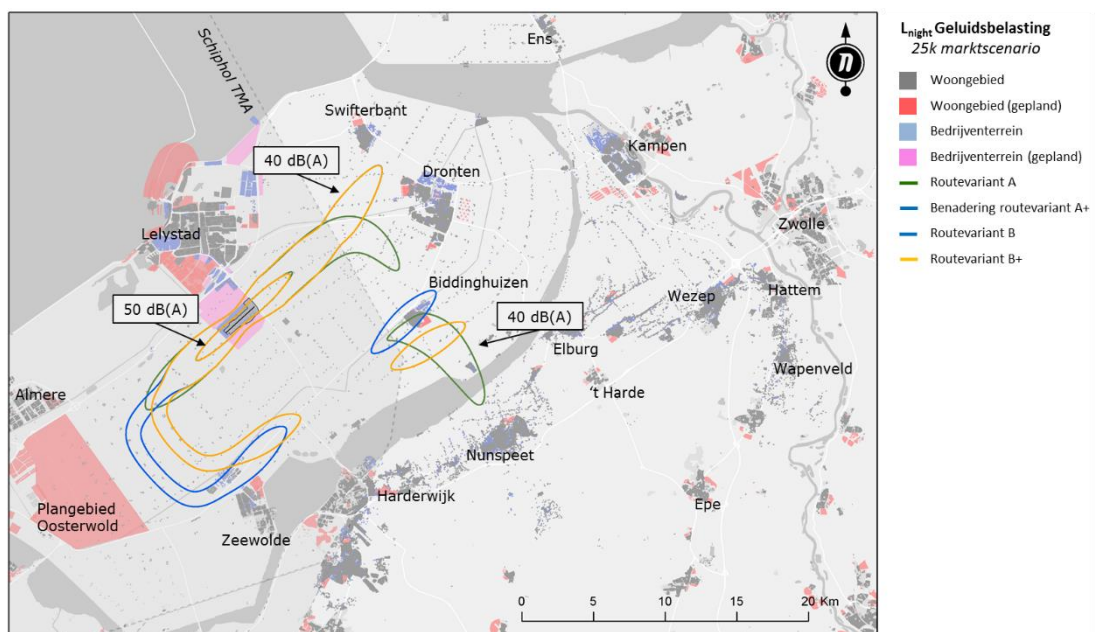 Ens
Schiphol TMA
Swifterbant
40 dB(A)
Dronten
Kampen
Lelystad
Zwolle
Biddinghuizen
50 dB(A)
40 dB(A)
Wezep
Hattem
Elburg
Almere
't Harde
Wapenveld
Nunspeet
Harderwijk
Epe
Plangebied
Oosterwold
Zeewolde
0 5 10 15 20 Km
n
Lnight Geluidsbelasting
25k marktscenario
Woongebied
Woongebied (gepland)
Bedrijventerrein
Bedrijventerrein (gepland)
Routevariant A
Benadering routevariant A+
Routevariant B
Routevariant B+